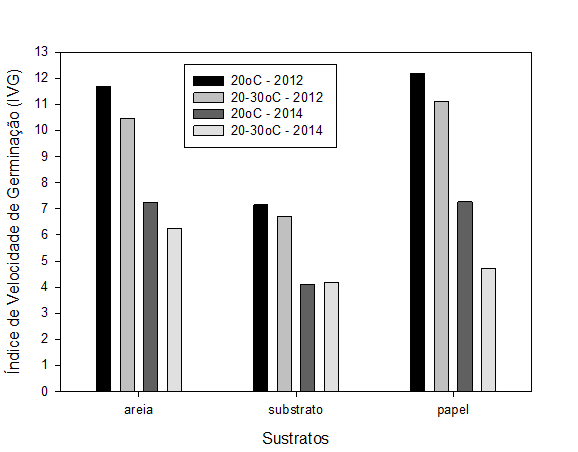 Índice de Velocidade de Germinação (IVG)
13
12
11
10
9
8
7
6
5
4
3
2
1
0
20oC - 2012
20-30oC - 2012
20oC - 2014
20-30oC - 2014
areia
substrato
papel
Sustratos